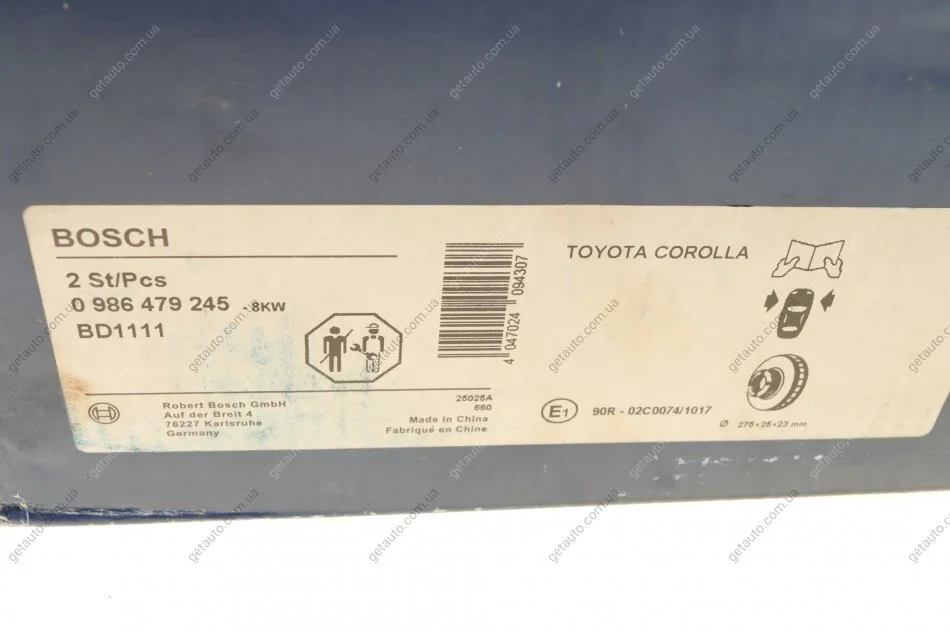 BOSCH
2 St/Pcs
0 986 479 245 - 8KW
BD1111
Robert Bosch GmbH
Auf der Breit 4
76227 Karlsruhe
Germany
25025A
660
Made in China
Fabriqué en Chine
4 047024 094307
TOYOTA COROLLA
E1
90R - 02C0074/1017
Ø 275×25×23 mm
getauto.com.ua